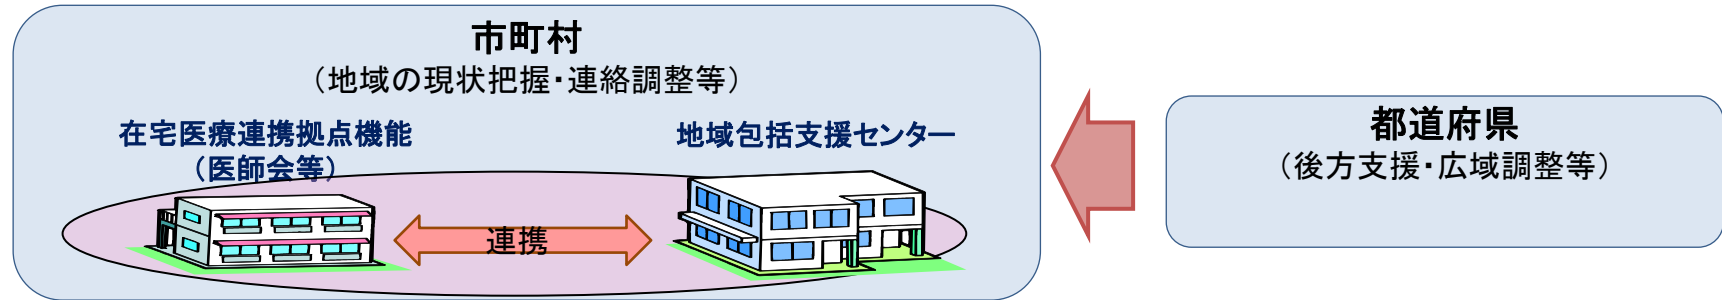 市町村
（地域の現状把握・連絡調整等）
在宅医療連携拠点機能
（医師会等）
地域包括支援センター
連携
都道府県
（後方支援・広域調整等）